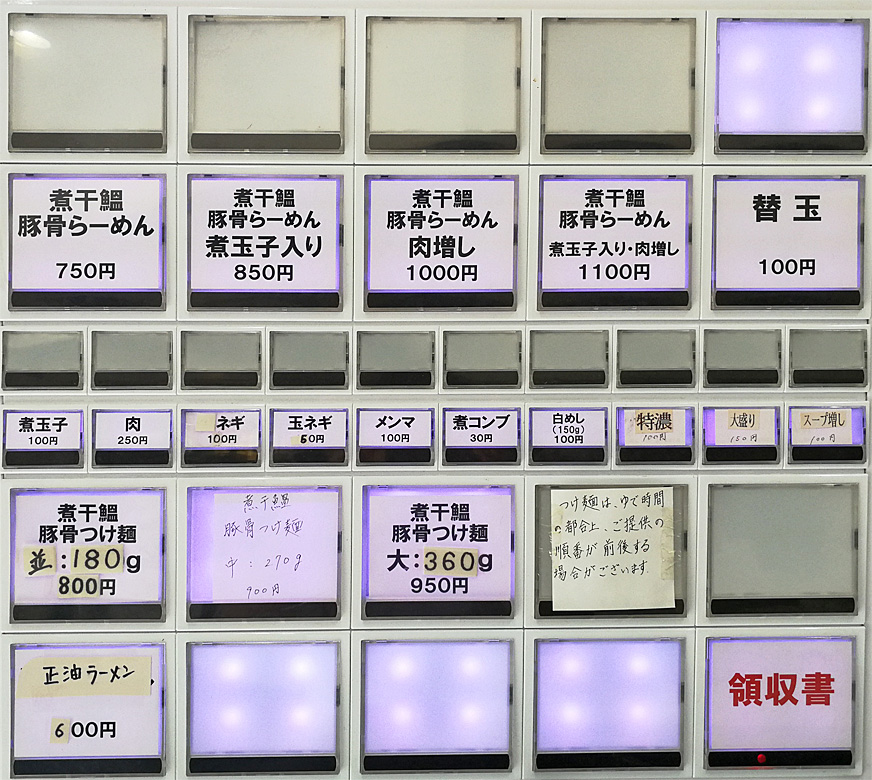 煮干鰮
豚骨らーめん
750円
煮干鰮
豚骨らーめん
煮玉子入り
850円
煮干鰮
豚骨らーめん
肉増し
1000円
煮干鰮
豚骨らーめん
煮玉子入り・肉増し
1100円
替玉
100円
煮玉子
100円
肉
250円
ネギ
100円
玉ネギ
50円
メンマ
100円
煮コンブ
30円
白めし
(150g)
100円
特濃
100円
大盛り
150円
スープ増し
100円
煮干鰮
豚骨つけ麺
並:180g
800円
煮干鰮
豚骨つけ麺
中:270g
900円
煮干鰮
豚骨つけ麺
大:360g
950円
つけ麺は、ゆで時間
の都合上、ご提供の
順番が前後する
場合がございます.
正油ラーメン
600円
領収書